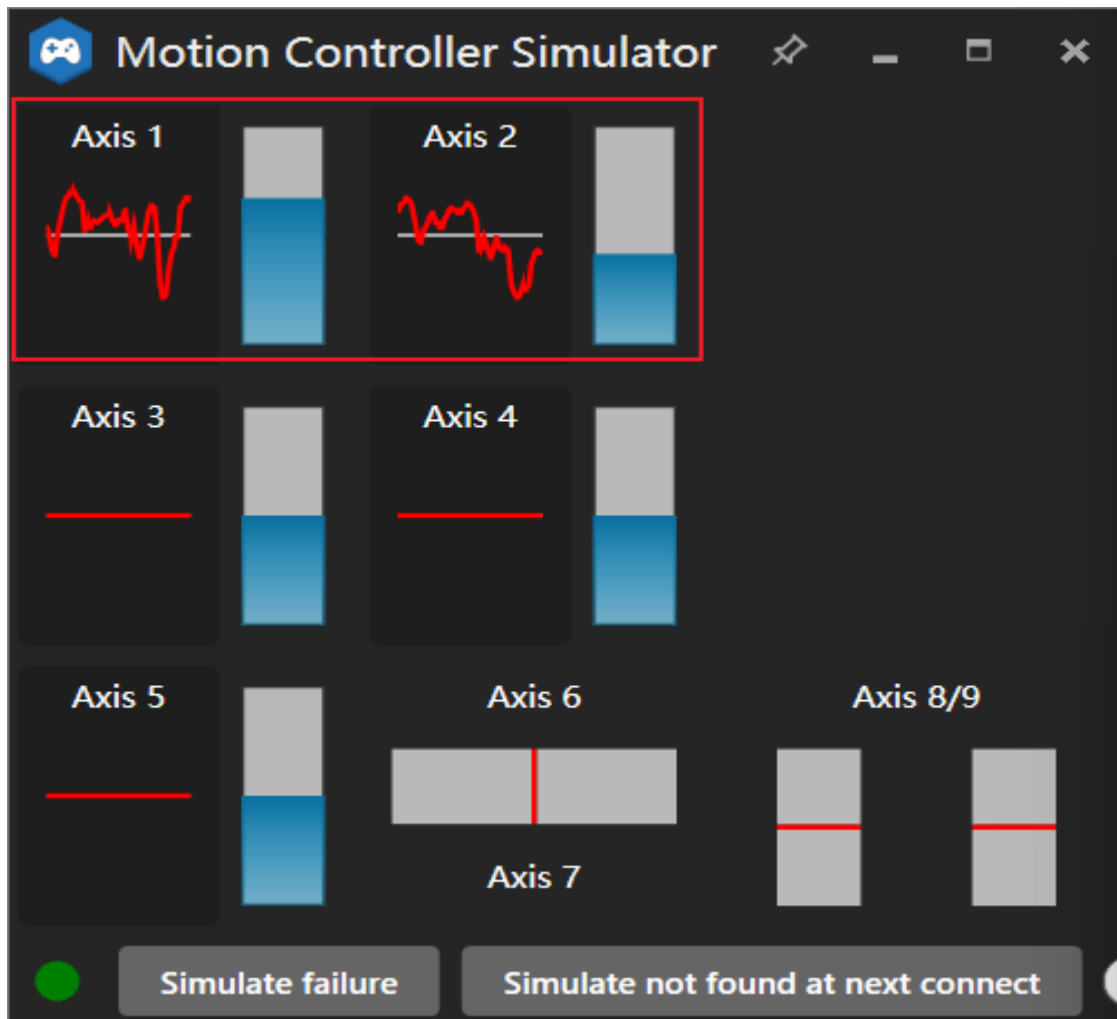 Motion Controller Simulator
Axis 1
Axis 2
Axis 3
Axis 4
Axis 5
Axis 6
Axis 8/9
Axis 7
Simulate failure
Simulate not found at next connect